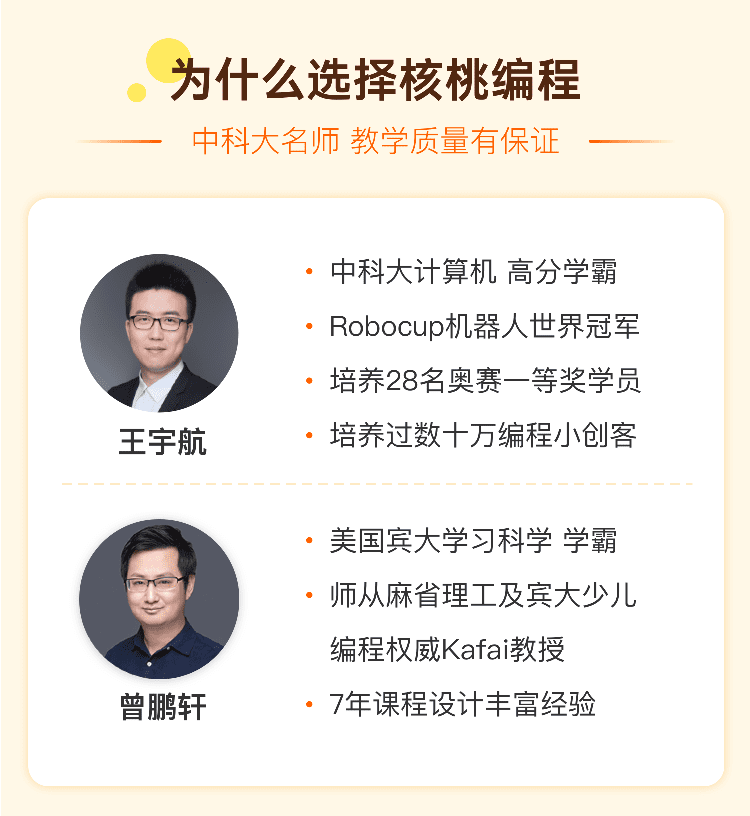 为什么选择核桃编程
中科大名师 教学质量有保证
中科大计算机 高分学霸
Robocup机器人世界冠军
培养28名奥赛一等奖学员
培养过数十万编程小创客
王宇航
美国宾大学习科学 学霸
师从麻省理工及宾大少儿
编程权威Kafai教授
7年课程设计丰富经验
曾鹏轩